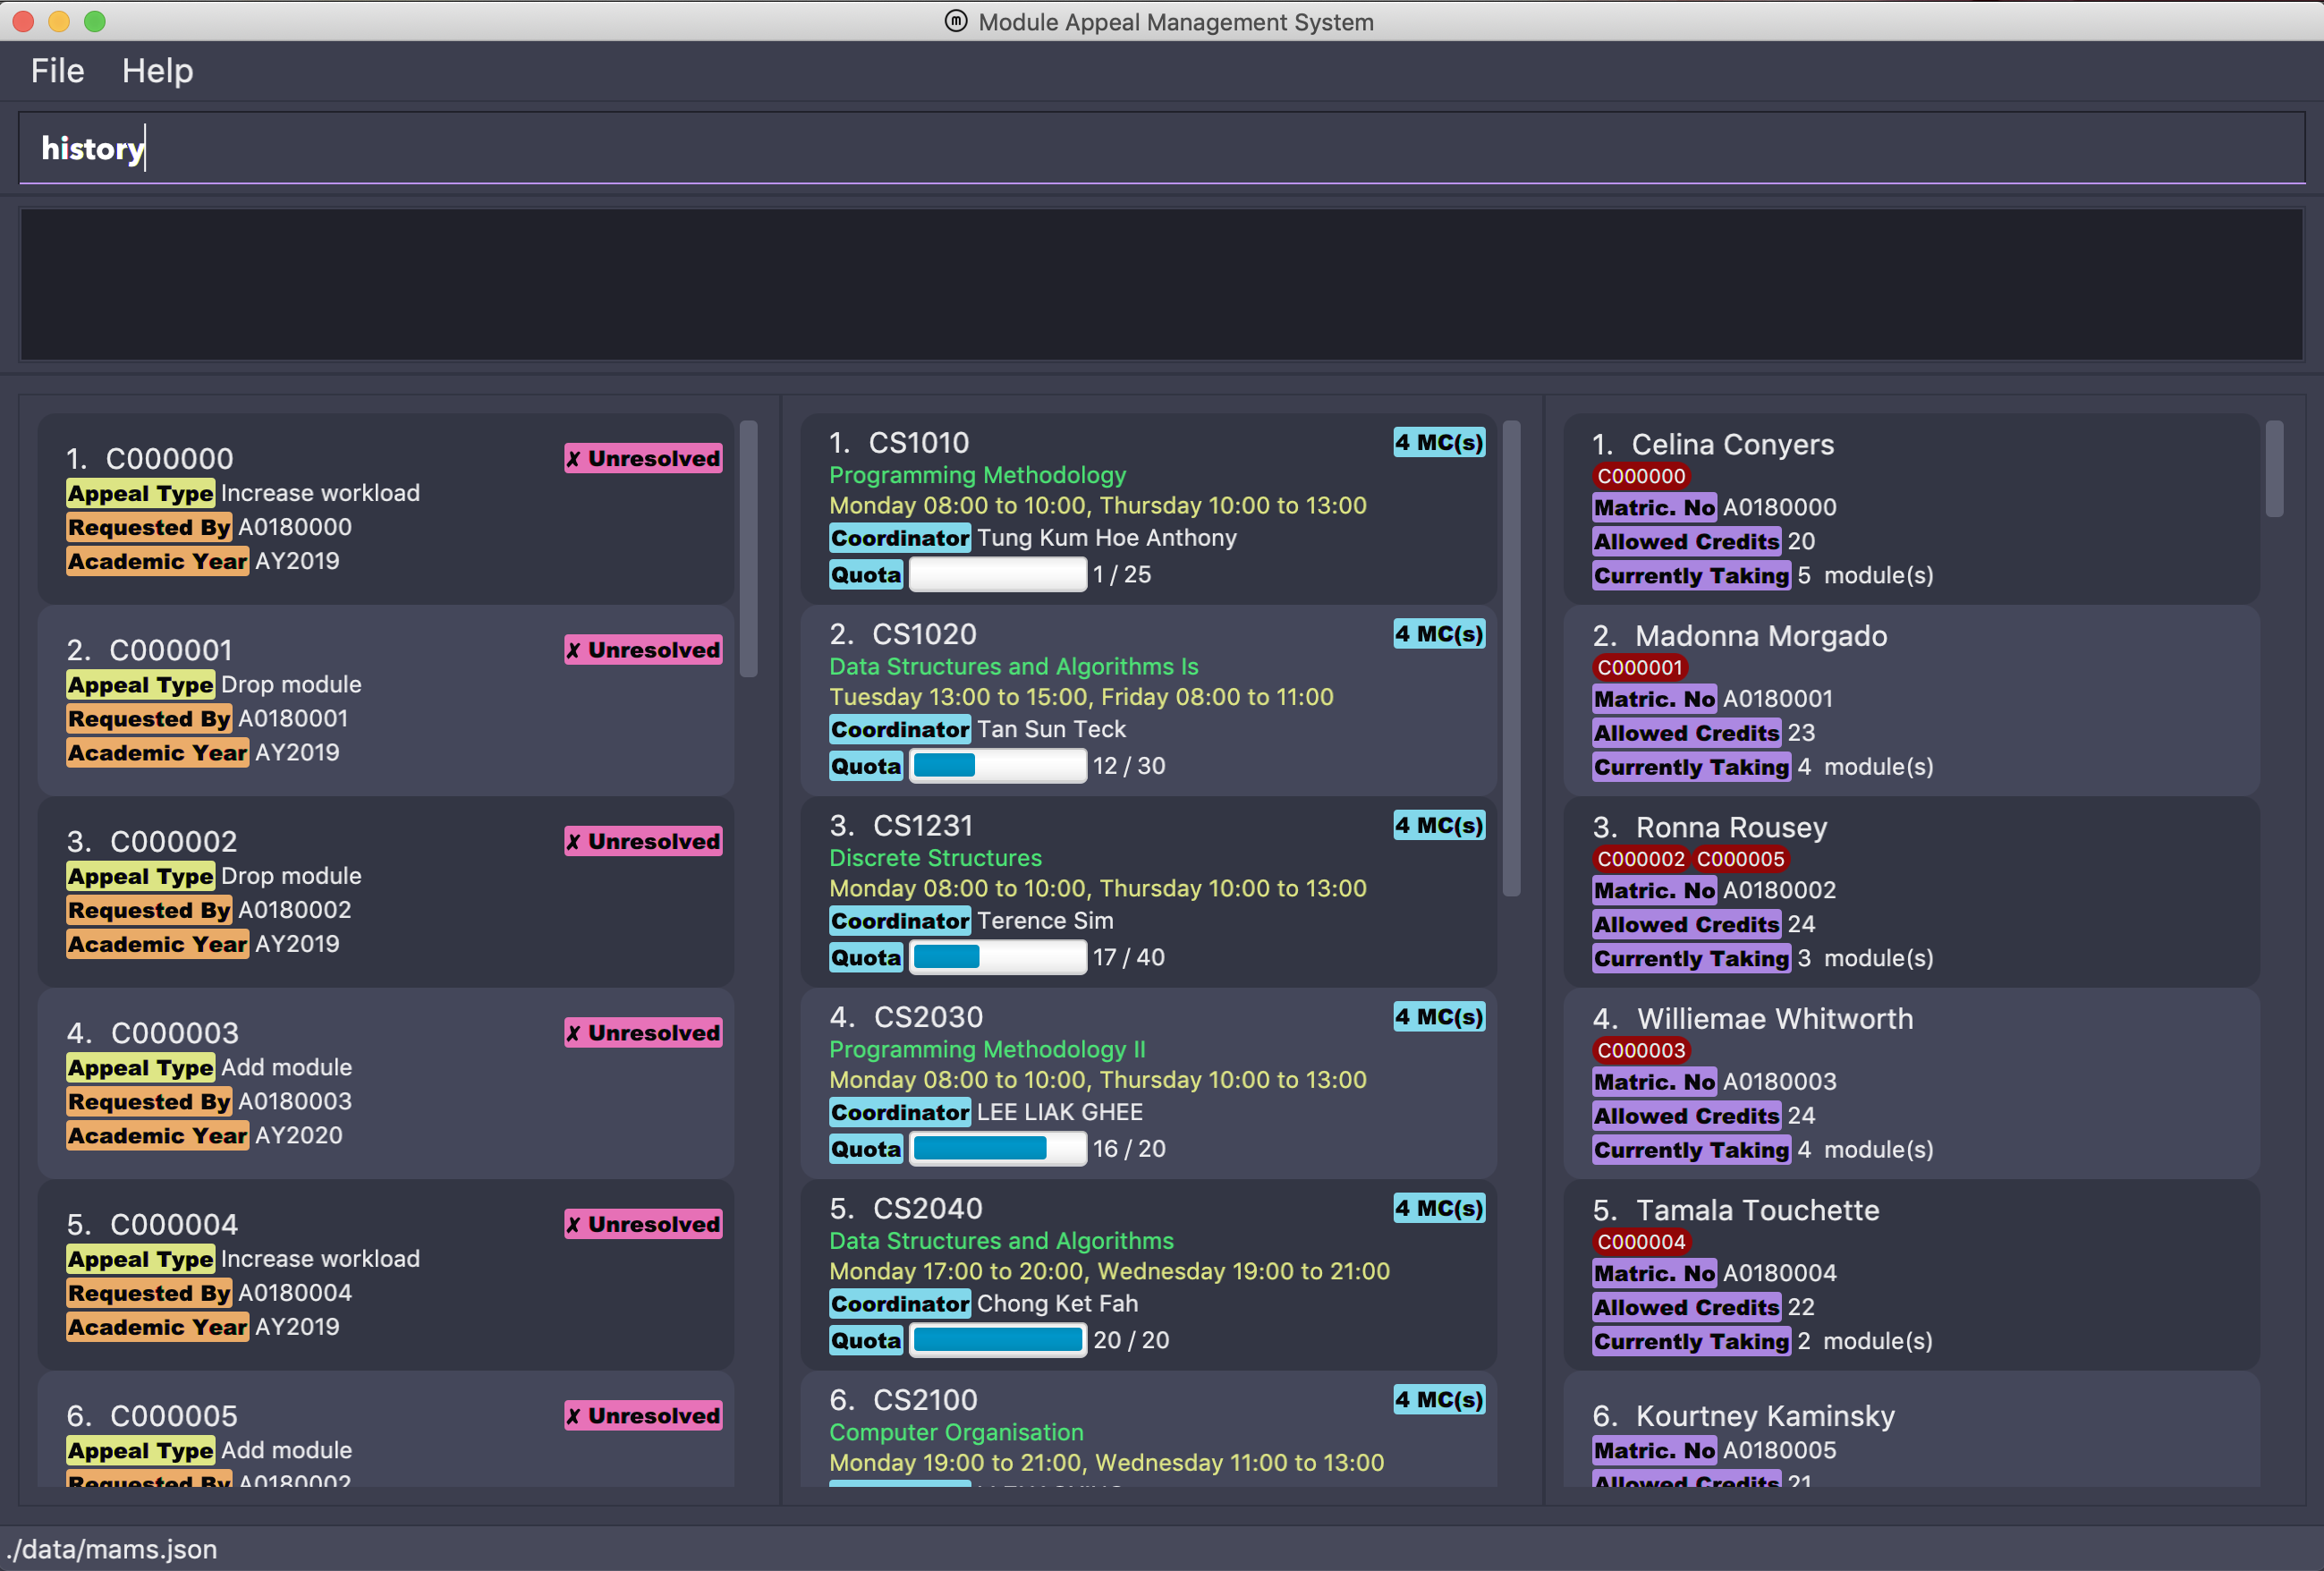 Module Appeal Management System
File Help
history
1. C000000 ✗ Unresolved
Appeal Type Increase workload
Requested By A0180000
Academic Year AY2019
2. C000001 ✗ Unresolved
Appeal Type Drop module
Requested By A0180001
Academic Year AY2019
3. C000002 ✗ Unresolved
Appeal Type Drop module
Requested By A0180002
Academic Year AY2019
4. C000003 ✗ Unresolved
Appeal Type Add module
Requested By A0180003
Academic Year AY2020
5. C000004 ✗ Unresolved
Appeal Type Increase workload
Requested By A0180004
Academic Year AY2019
6. C000005 ✗ Unresolved
Appeal Type Add module
Requested By A0180002
1. CS1010 4 MC(s)
Programming Methodology
Monday 08:00 to 10:00, Thursday 10:00 to 13:00
Coordinator Tung Kum Hoe Anthony
Quota 1 / 25
2. CS1020 4 MC(s)
Data Structures and Algorithms Is
Tuesday 13:00 to 15:00, Friday 08:00 to 11:00
Coordinator Tan Sun Teck
Quota 12 / 30
3. CS1231 4 MC(s)
Discrete Structures
Monday 08:00 to 10:00, Thursday 10:00 to 13:00
Coordinator Terence Sim
Quota 17 / 40
4. CS2030 4 MC(s)
Programming Methodology II
Monday 08:00 to 10:00, Thursday 10:00 to 13:00
Coordinator LEE LIAK GHEE
Quota 16 / 20
5. CS2040 4 MC(s)
Data Structures and Algorithms
Monday 17:00 to 20:00, Wednesday 19:00 to 21:00
Coordinator Chong Ket Fah
Quota 20 / 20
6. CS2100 4 MC(s)
Computer Organisation
Monday 19:00 to 21:00, Wednesday 11:00 to 13:00
1. Celina Conyers
C000000
Matric. No A0180000
Allowed Credits 20
Currently Taking 5 module(s)
2. Madonna Morgado
C000001
Matric. No A0180001
Allowed Credits 23
Currently Taking 4 module(s)
3. Ronna Rousey
C000002 C000005
Matric. No A0180002
Allowed Credits 24
Currently Taking 3 module(s)
4. Williemae Whitworth
C000003
Matric. No A0180003
Allowed Credits 24
Currently Taking 4 module(s)
5. Tamala Touchette
C000004
Matric. No A0180004
Allowed Credits 22
Currently Taking 2 module(s)
6. Kourtney Kaminsky
Matric. No A0180005
Allowed Credits 21
./data/mams.json